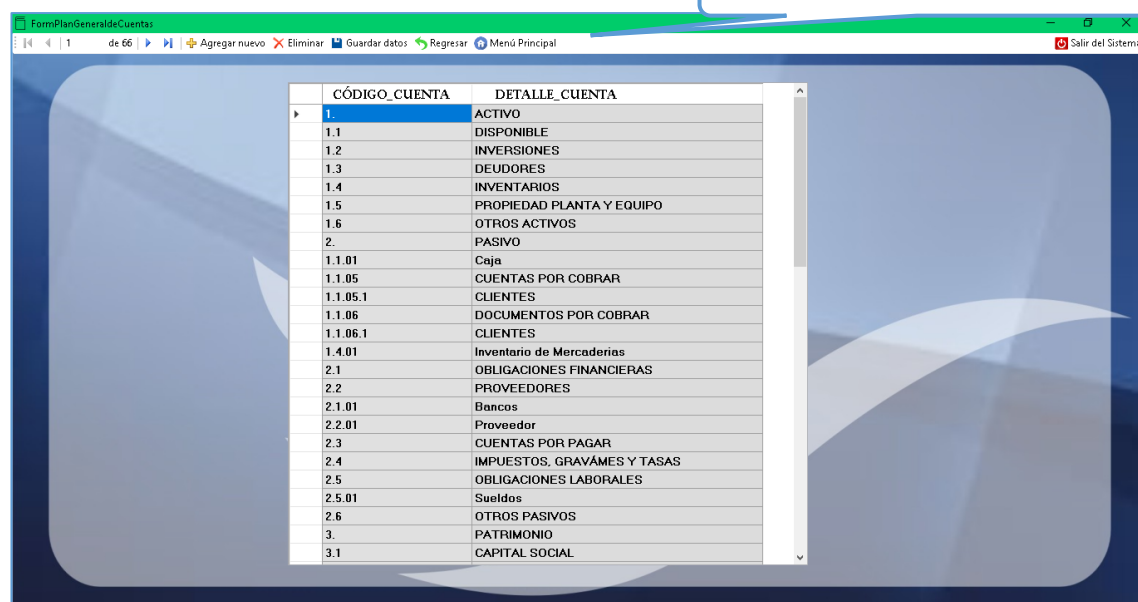 FormPlanGeneraldeCuentas
1 de 66 Agregar nuevo Eliminar Guardar datos Regresar Menú Principal Salir del Sistema
CÓDIGO_CUENTA DETALLE_CUENTA
1. ACTIVO
1.1 DISPONIBLE
1.2 INVERSIONES
1.3 DEUDORES
1.4 INVENTARIOS
1.5 PROPIEDAD PLANTA Y EQUIPO
1.6 OTROS ACTIVOS
2. PASIVO
1.1.01 Caja
1.1.05 CUENTAS POR COBRAR
1.1.05.1 CLIENTES
1.1.06 DOCUMENTOS POR COBRAR
1.1.06.1 CLIENTES
1.4.01 Inventario de Mercaderias
2.1 OBLIGACIONES FINANCIERAS
2.2 PROVEEDORES
2.1.01 Bancos
2.2.01 Proveedor
2.3 CUENTAS POR PAGAR
2.4 IMPUESTOS, GRAVÁMES Y TASAS
2.5 OBLIGACIONES LABORALES
2.5.01 Sueldos
2.6 OTROS PASIVOS
3. PATRIMONIO
3.1 CAPITAL SOCIAL